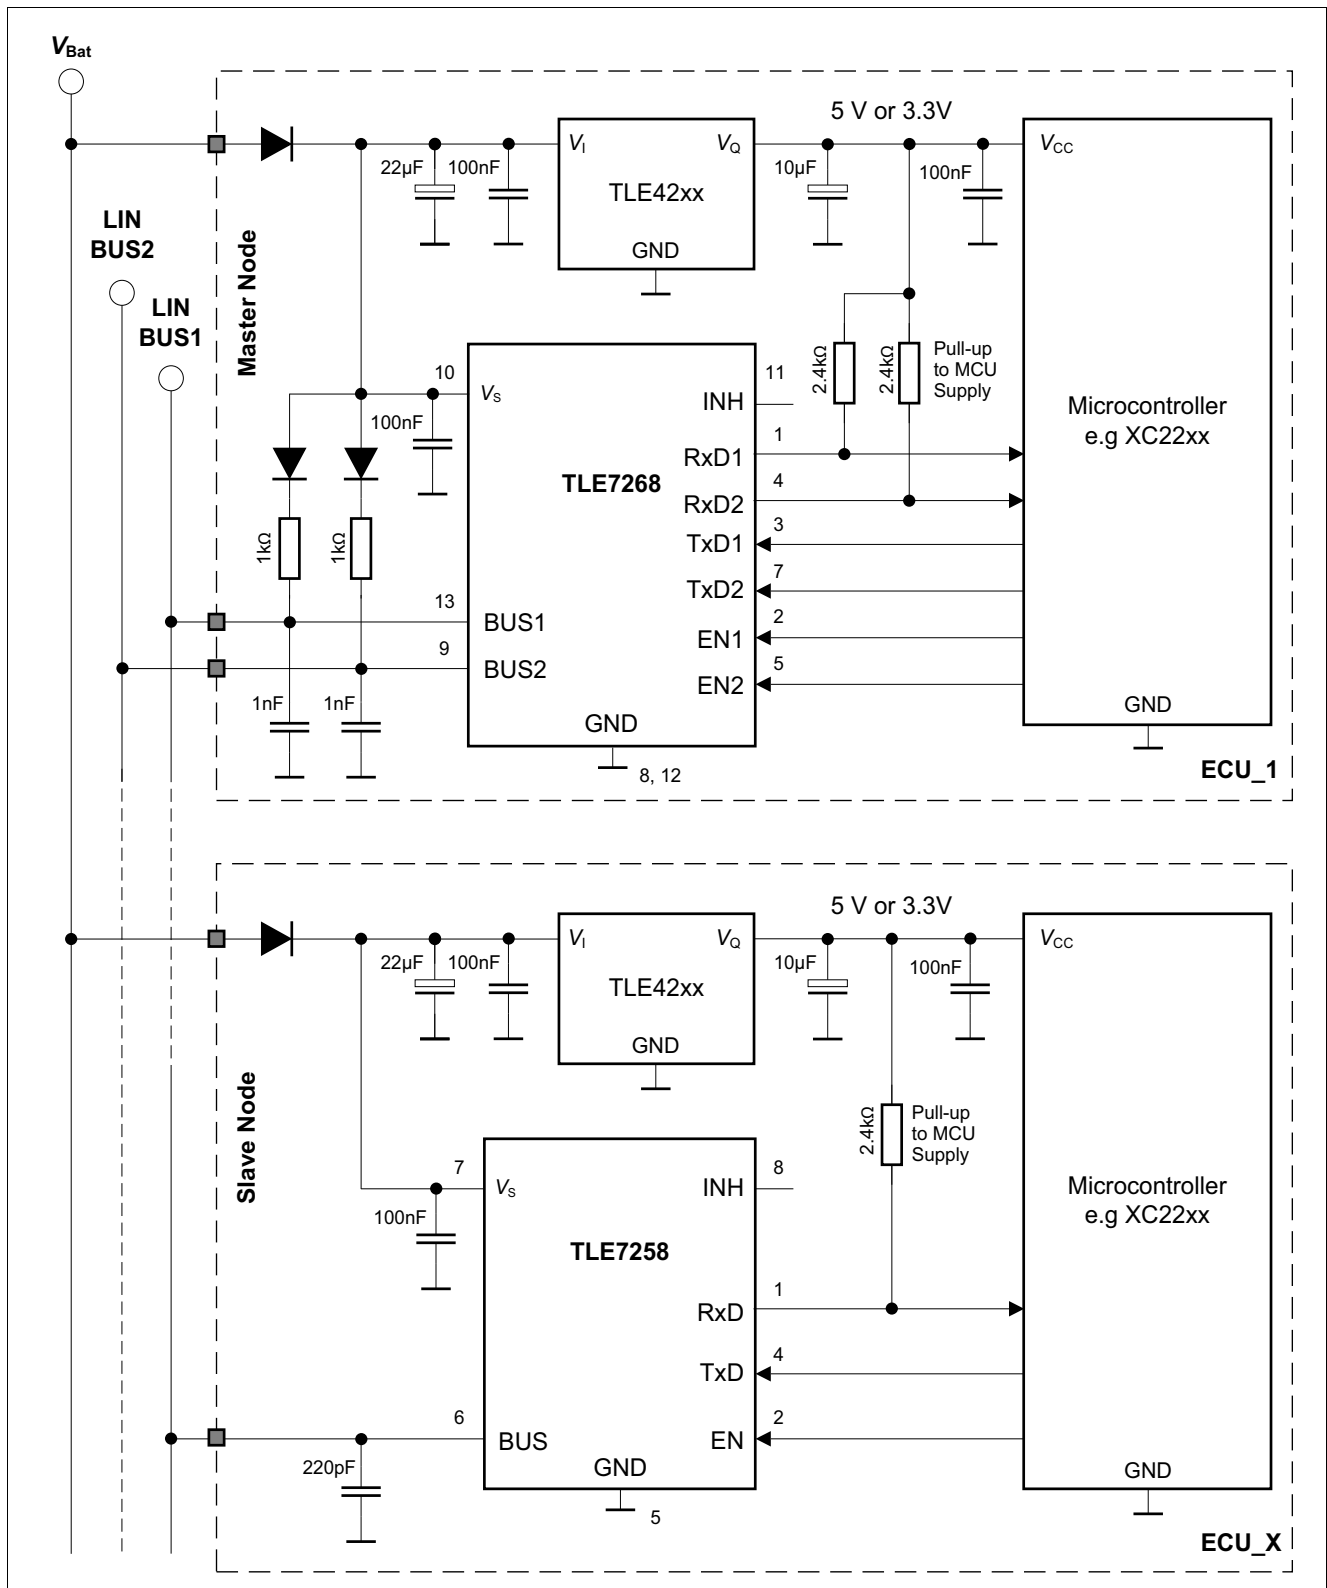 VBat
5 V or 3.3V
VI
VQ
VCC
22µF
100nF
10µF
100nF
TLE42xx
GND
LIN
BUS2
LIN
BUS1
Master Node
10
VS
100nF
11
INH
2.4kΩ
2.4kΩ
Pull-up
to MCU
Supply
Microcontroller
e.g XC22xx
1
RxD1
TLE7268
4
RxD2
3
TxD1
1kΩ
1kΩ
7
TxD2
13
BUS1
2
EN1
9
BUS2
5
EN2
1nF
1nF
GND
8, 12
GND
ECU_1
5 V or 3.3V
VI
VQ
VCC
22µF
100nF
10µF
100nF
TLE42xx
GND
Slave Node
2.4kΩ
Pull-up
to MCU
Supply
7
VS
100nF
8
INH
Microcontroller
e.g XC22xx
TLE7258
1
RxD
4
TxD
6
BUS
2
EN
220pF
GND
5
GND
ECU_X